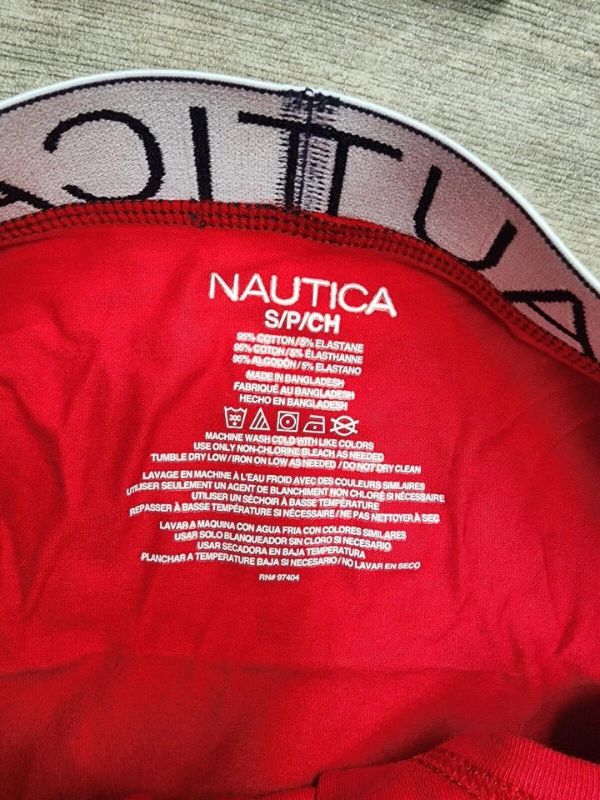 NAUTICA
S/P/CH
95% COTTON/5% ELASTANE
95% COTON/5% ÉLASTHANNE
95% ALGODÓN/5% ELASTANO
MADE IN BANGLADESH
FABRIQUÉ AU BANGLADESH
HECHO EN BANGLADESH
30C
MACHINE WASH COLD WITH LIKE COLORS
USE ONLY NON-CHLORINE BLEACH AS NEEDED
TUMBLE DRY LOW / IRON ON LOW AS NEEDED / DO NOT DRY CLEAN
LAVAGE EN MACHINE À L'EAU FROID AVEC DES COULEURS SIMILAIRES
UTILISER SEULEMENT UN AGENT DE BLANCHIMENT NON CHLORÉ SI NÉCESSAIRE
UTILISER UN SÉCHOIR À BASSE TEMPÉRATURE
REPASSER À BASSE TEMPÉRATURE SI NÉCESSAIRE / NE PAS NETTOYER À SEC
LAVAR A MAQUINA CON AGUA FRIA CON COLORES SIMILARES
USAR SOLO BLANQUEADOR SIN CLORO SI NECESARIO
USAR SECADORA EN BAJA TEMPERATURA
PLANCHAR A TEMPERATURE BAJA SI NECESARIO / NO LAVAR EN SECO
RN# 97404